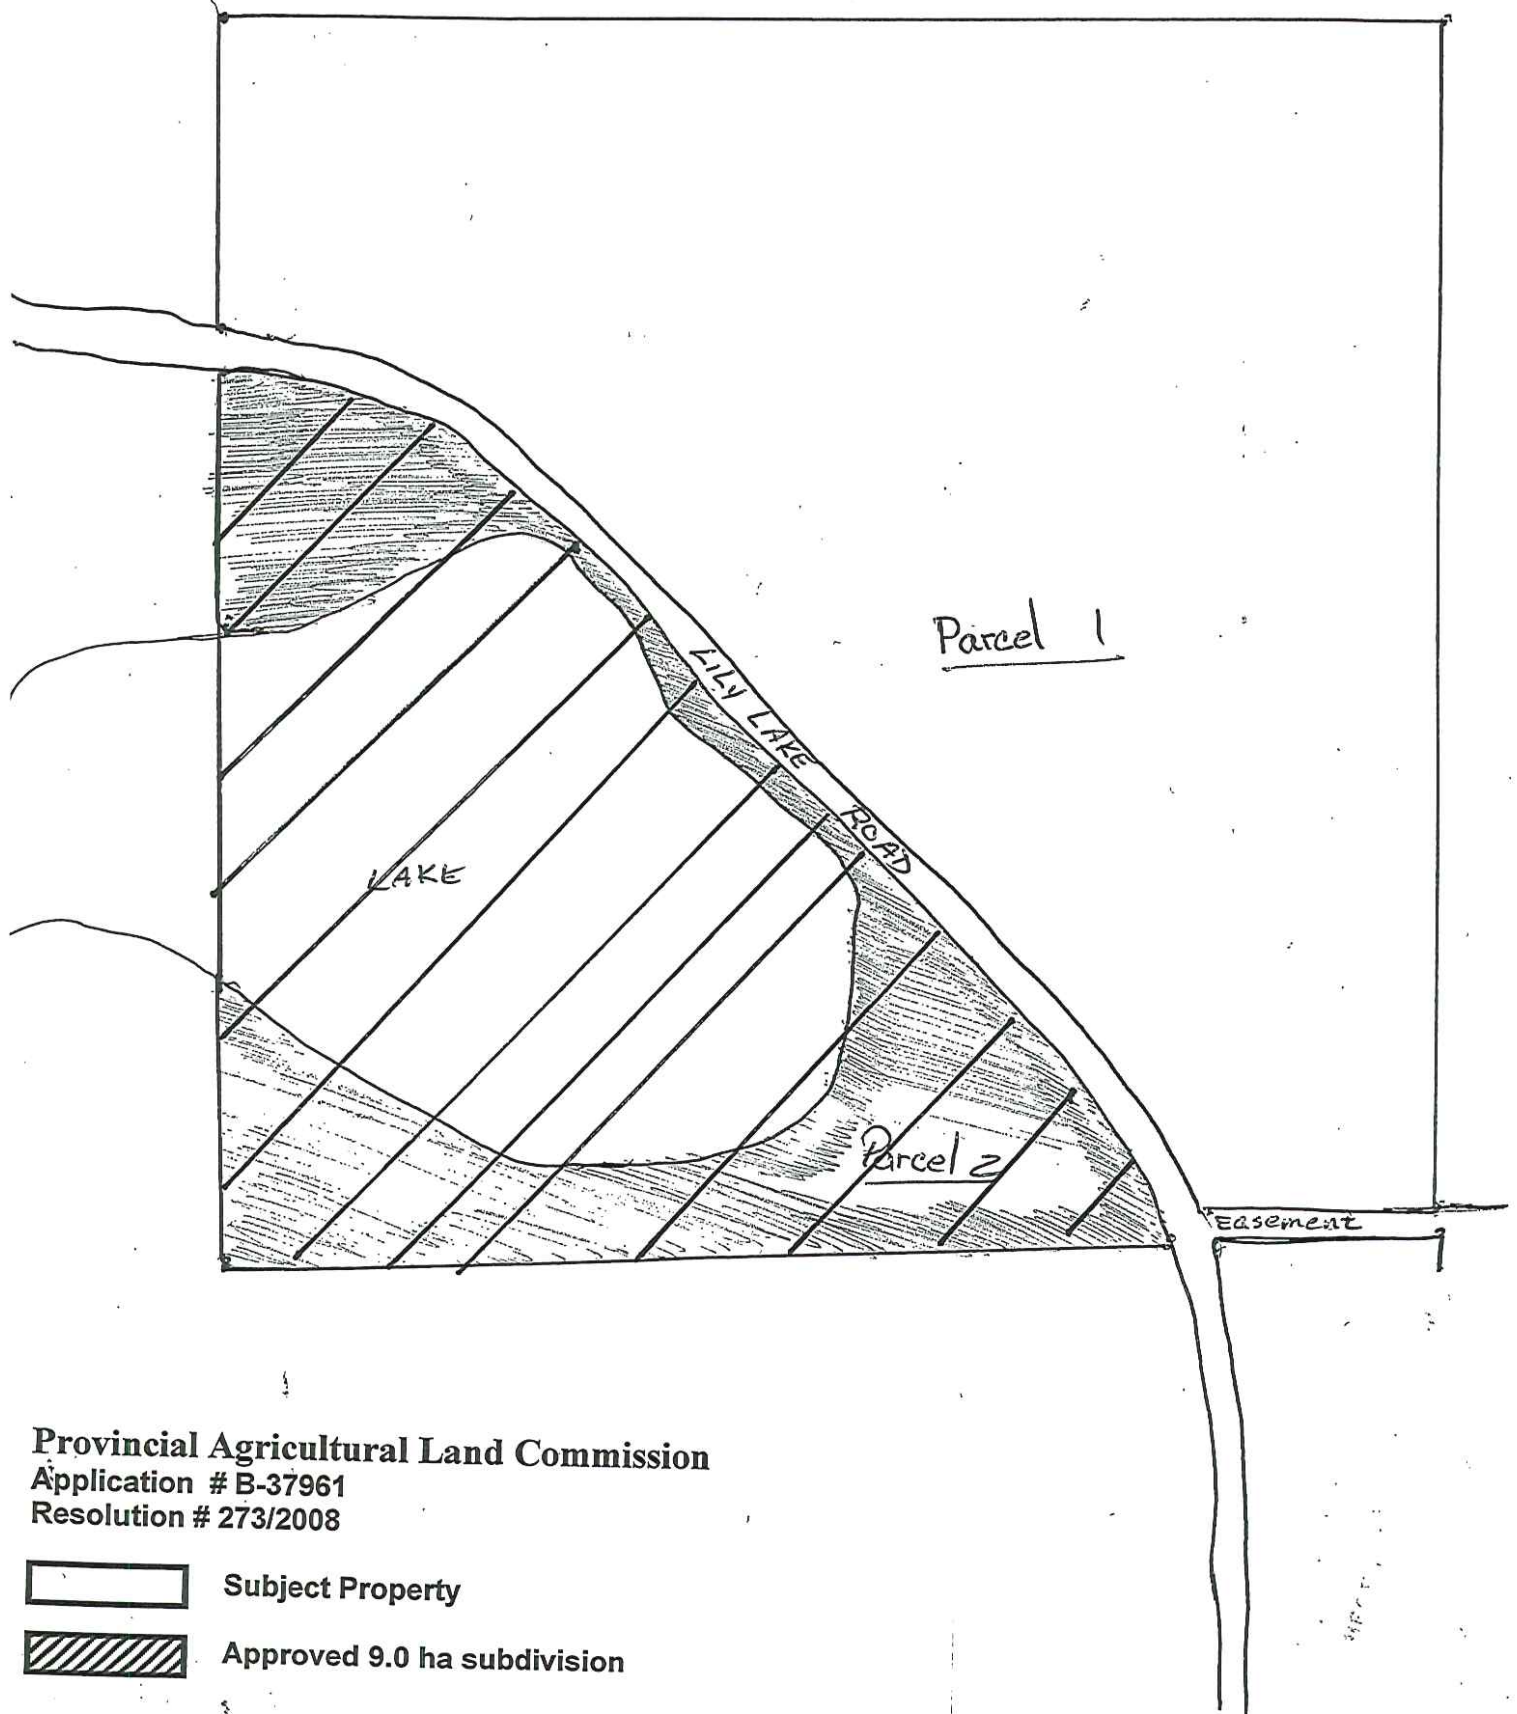 Parcel 1
LILY LAKE ROAD
LAKE
Parcel 2
Easement
Provincial Agricultural Land Commission
Application # B-37961
Resolution # 273/2008
Subject Property
Approved 9.0 ha subdivision